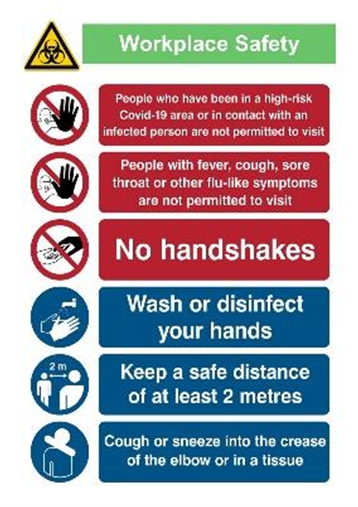 Workplace Safety
People who have been in a high-risk
Covid-19 area or in contact with an
infected person are not permitted to visit
People with fever, cough, sore
throat or other flu-like symptoms
are not permitted to visit
No handshakes
Wash or disinfect
your hands
2 m
Keep a safe distance
of at least 2 metres
Cough or sneeze into the crease
of the elbow or in a tissue